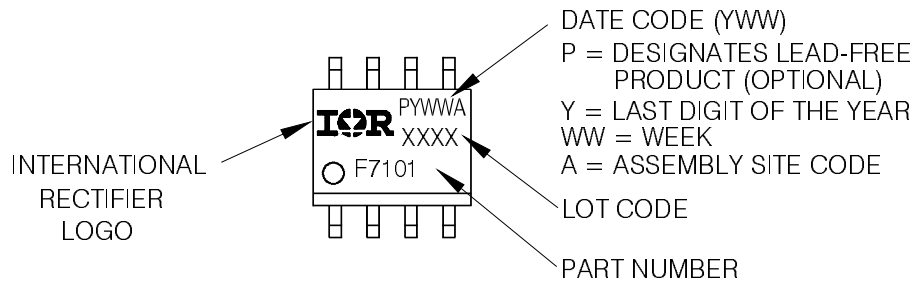 DATE CODE (YWW)
P = DESIGNATES LEAD-FREE
PRODUCT (OPTIONAL)
Y = LAST DIGIT OF THE YEAR
WW = WEEK
A = ASSEMBLY SITE CODE
PYWWA
IOR
XXXX
F7101
INTERNATIONAL
RECTIFIER
LOGO
LOT CODE
PART NUMBER